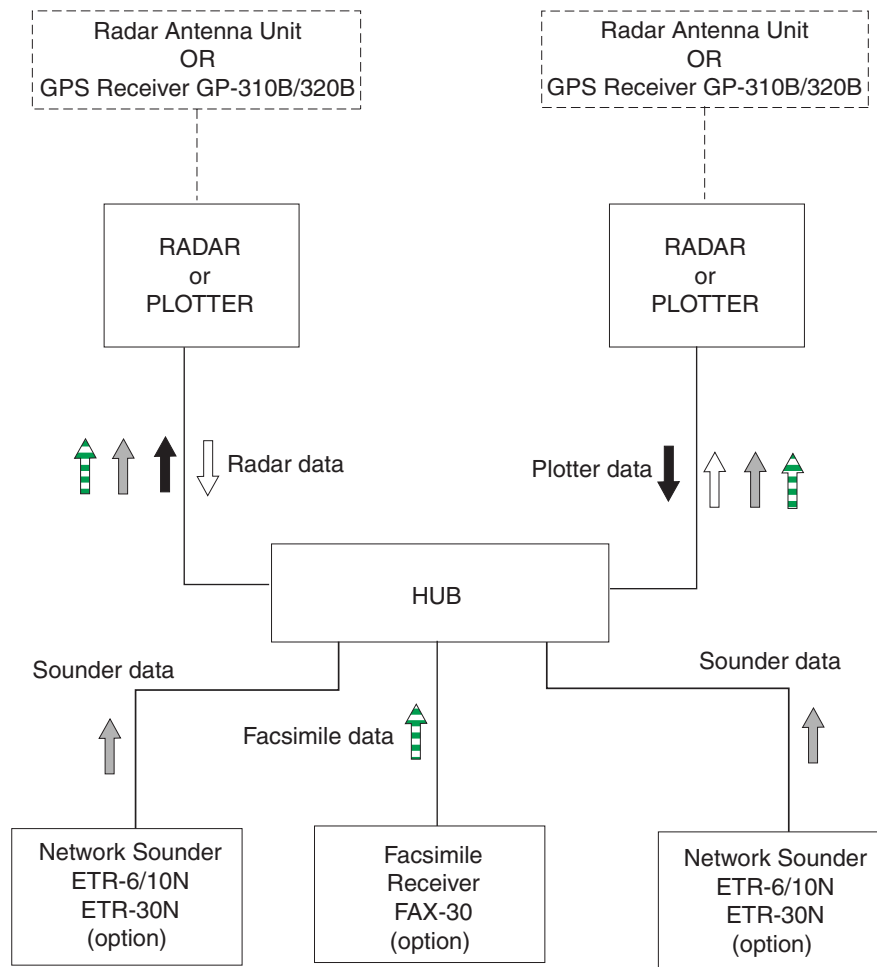 Radar Antenna Unit
OR
GPS Receiver GP-310B/320B
Radar Antenna Unit
OR
GPS Receiver GP-310B/320B
RADAR
or
PLOTTER
RADAR
or
PLOTTER
Radar data
Plotter data
HUB
Sounder data
Sounder data
Facsimile data
Network Sounder
ETR-6/10N
ETR-30N
(option)
Facsimile
Receiver
FAX-30
(option)
Network Sounder
ETR-6/10N
ETR-30N
(option)